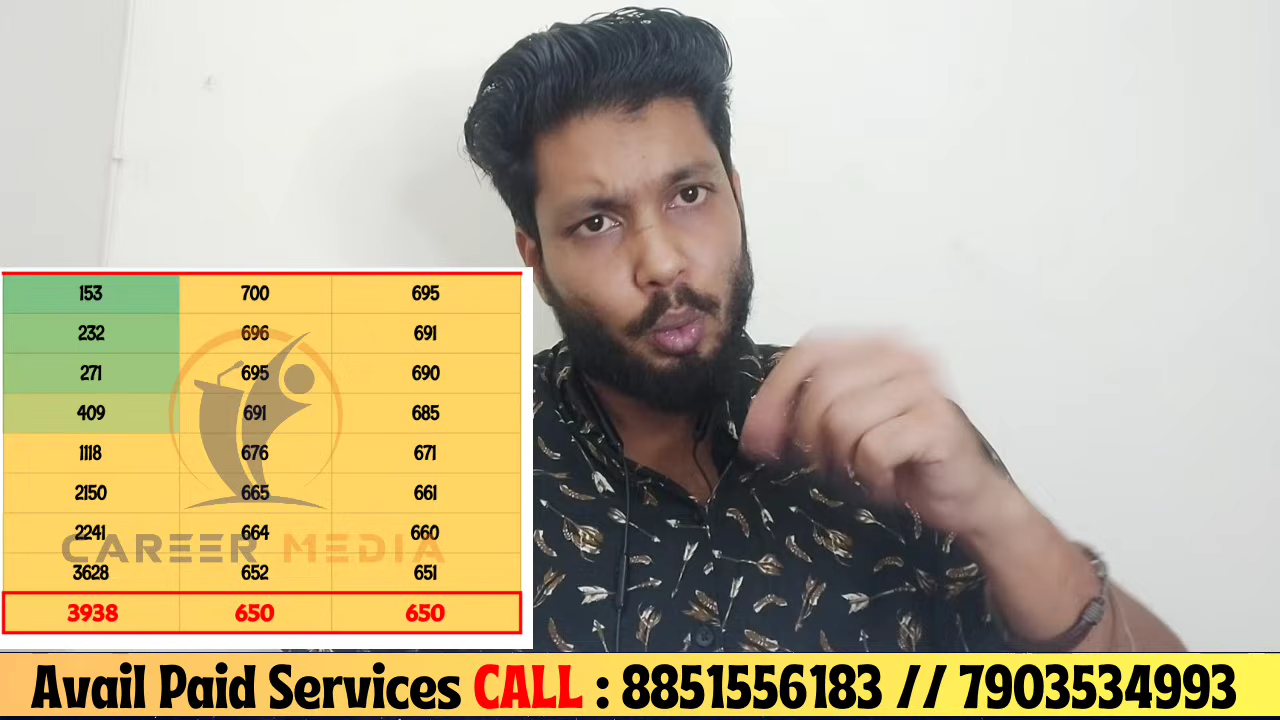 153 700 695
232 696 691
271 695 690
409 691 685
1118 676 671
2150 665 661
2241 664 660
CAREER MEDIA
3628 652 651
3938 650 650
Avail Paid Services CALL : 8851556183 // 7903534993